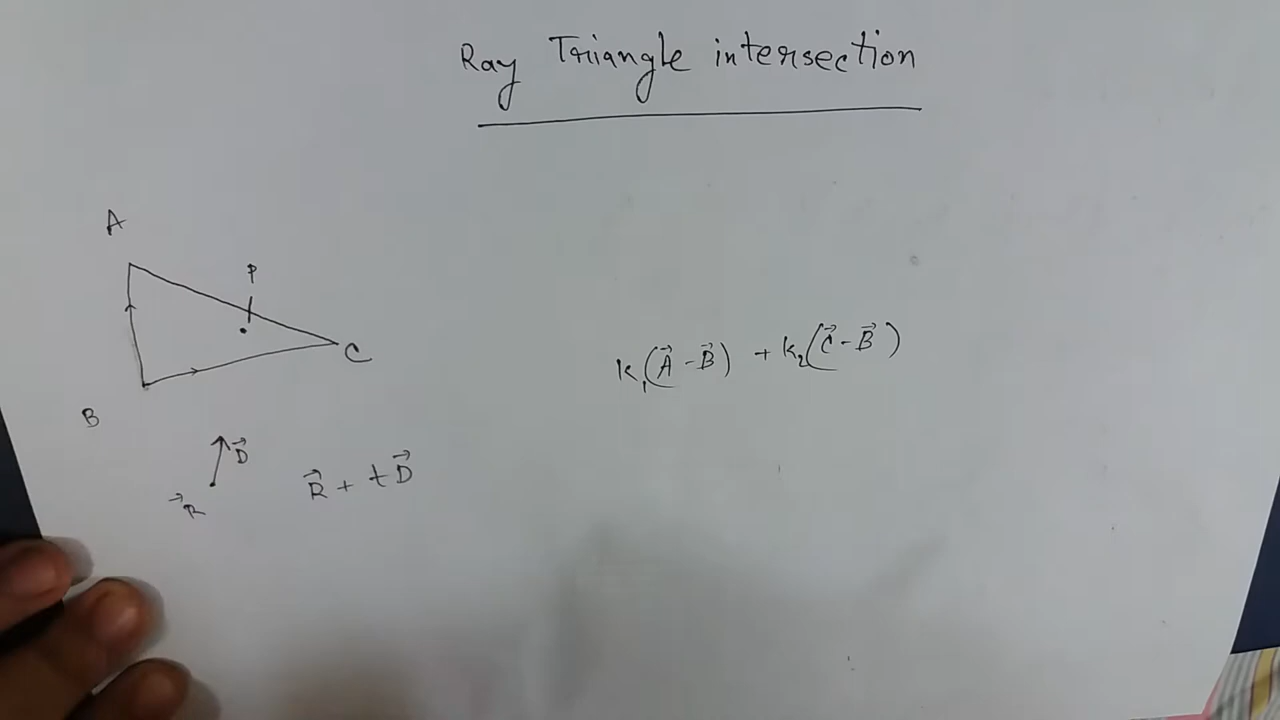 Ray Triangle intersection
A
P
C
B
k₁(A⃗ - B⃗) + k₂(C⃗ - B⃗)
D⃗
R⃗
R⃗ + tD⃗